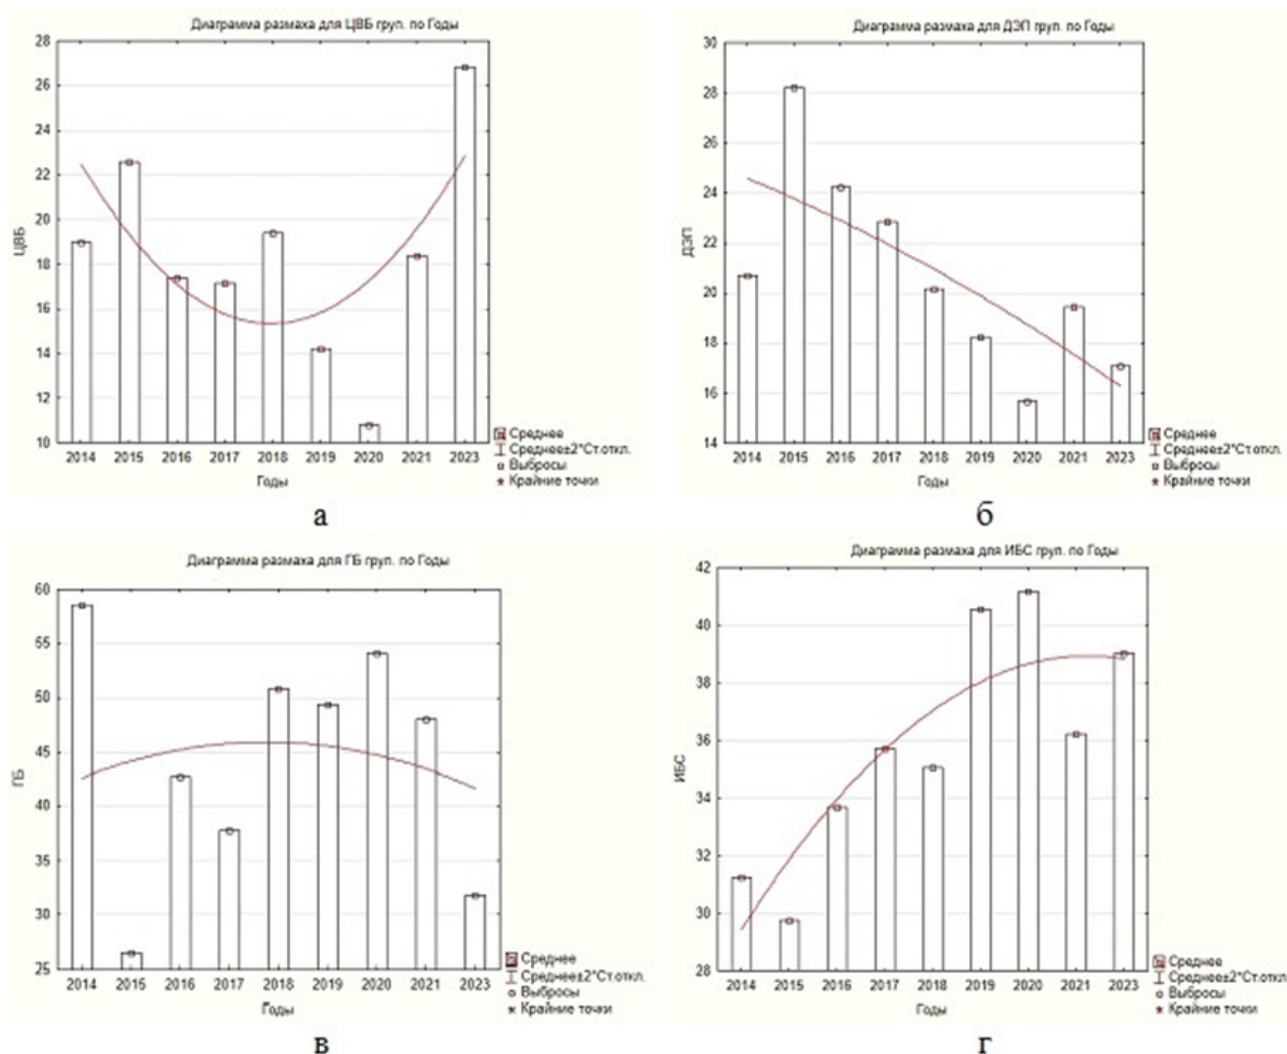 Диаграмма размаха для ЦВБ груп. по Годы
28
26
24
22
20
18
16
14
12
10
ЦВБ
2014 2015 2016 2017 2018 2019 2020 2021 2023
Годы
Среднее
Среднее±2*Ст.откл.
Выбросы
Крайние точки
а
Диаграмма размаха для ДЭП груп. по Годы
30
28
26
24
22
20
18
16
14
ДЭП
2014 2015 2016 2017 2018 2019 2020 2021 2023
Годы
Среднее
Среднее±2*Ст.откл.
Выбросы
Крайние точки
б
Диаграмма размаха для ГБ груп. по Годы
60
55
50
45
40
35
30
25
ГБ
2014 2015 2016 2017 2018 2019 2020 2021 2023
Годы
Среднее
Среднее±2*Ст.откл.
Выбросы
Крайние точки
в
Диаграмма размаха для ИБС груп. по Годы
42
40
38
36
34
32
30
28
ИБС
2014 2015 2016 2017 2018 2019 2020 2021 2023
Годы
Среднее
Среднее±2*Ст.откл.
Выбросы
Крайние точки
г